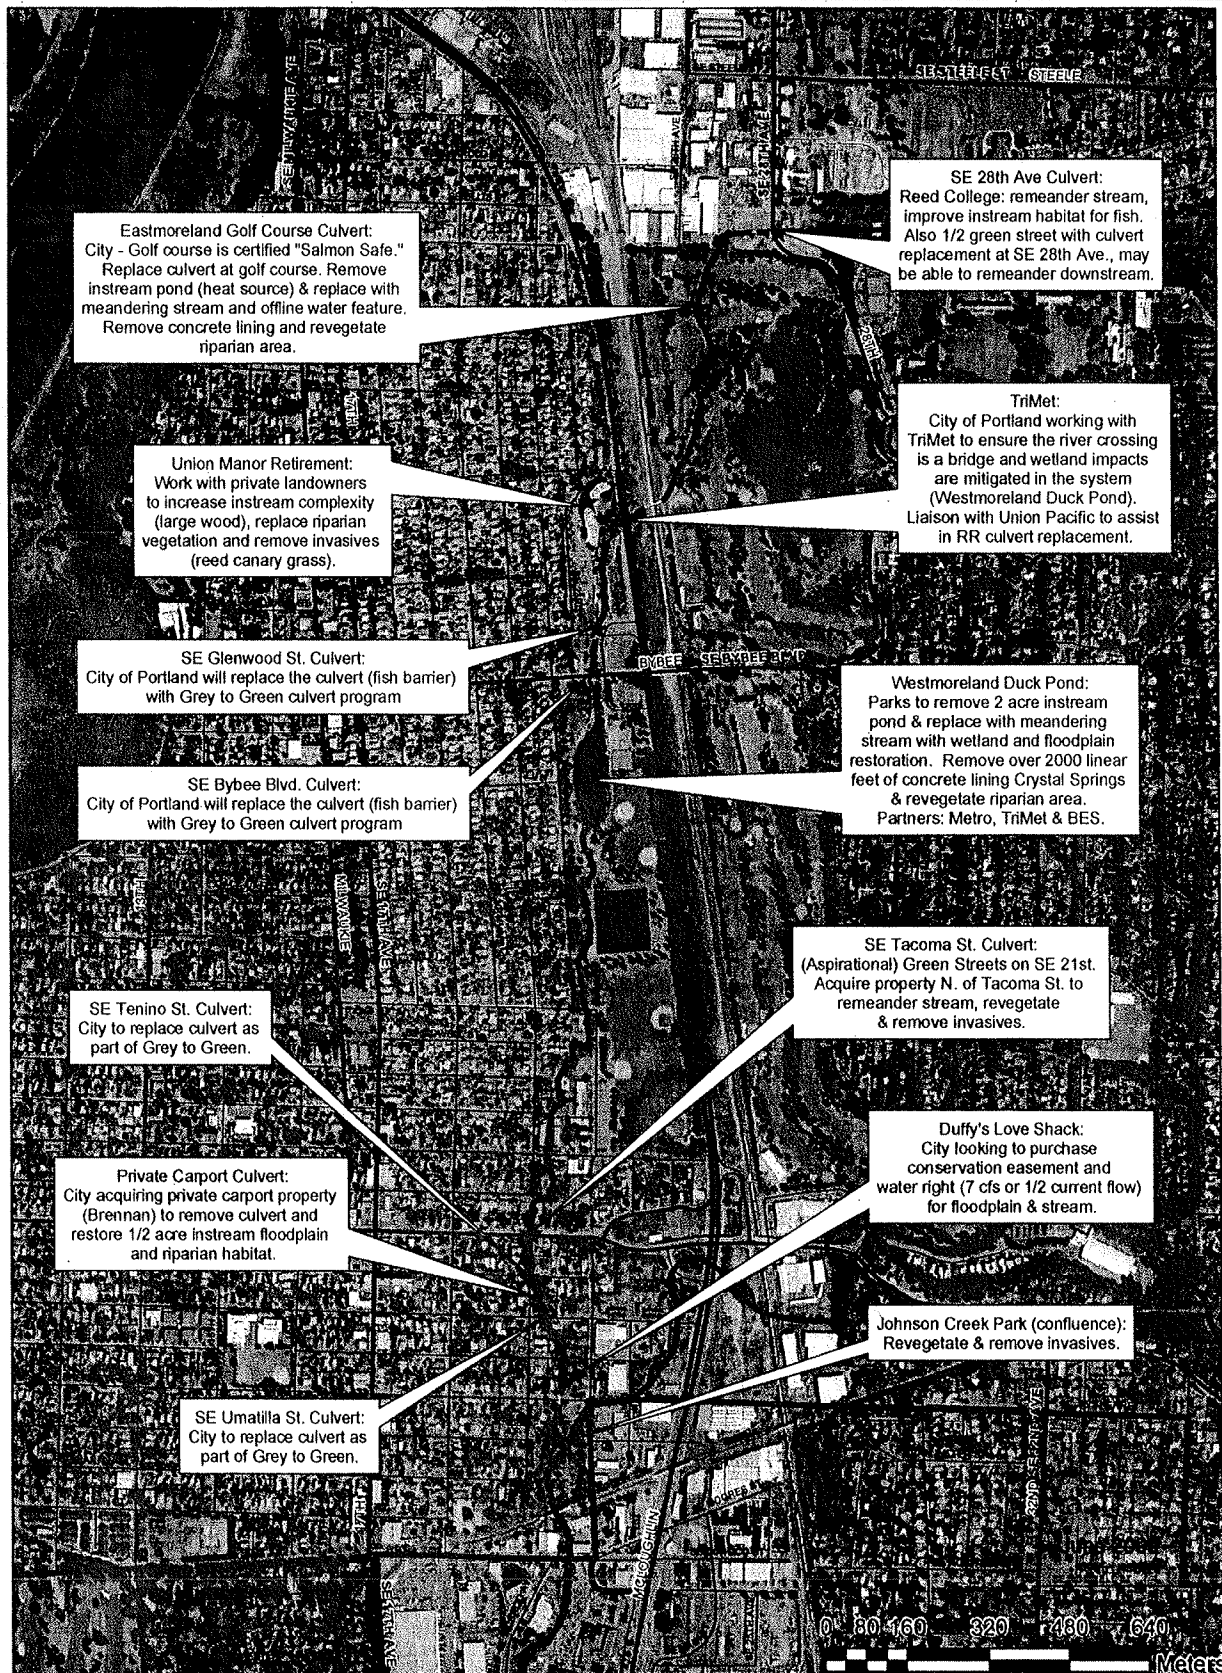 STEELE
SE 28TH AVE
SE 28th Ave Culvert:
Reed College: remeander stream,
improve instream habitat for fish.
Also 1/2 green street with culvert
replacement at SE 28th Ave., may
be able to remeander downstream.
Eastmoreland Golf Course Culvert:
City - Golf course is certified "Salmon Safe."
Replace culvert at golf course. Remove
instream pond (heat source) & replace with
meandering stream and offline water feature.
Remove concrete lining and revegetate
riparian area.
28TH
TriMet:
City of Portland working with
TriMet to ensure the river crossing
is a bridge and wetland impacts
are mitigated in the system
(Westmoreland Duck Pond).
Liaison with Union Pacific to assist
in RR culvert replacement.
Union Manor Retirement:
Work with private landowners
to increase instream complexity
(large wood), replace riparian
vegetation and remove invasives
(reed canary grass).
SE Glenwood St. Culvert:
City of Portland will replace the culvert (fish barrier)
with Grey to Green culvert program
BYBEE
SE BYBEE
Westmoreland Duck Pond:
Parks to remove 2 acre instream
pond & replace with meandering
stream with wetland and floodplain
restoration. Remove over 2000 linear
feet of concrete lining Crystal Springs
& revegetate riparian area.
Partners: Metro, TriMet & BES.
SE Bybee Blvd. Culvert:
City of Portland will replace the culvert (fish barrier)
with Grey to Green culvert program
13TH
MILWAUKIE
SE 17TH AVE
SE Tacoma St. Culvert:
(Aspirational) Green Streets on SE 21st.
Acquire property N. of Tacoma St. to
remeander stream, revegetate
& remove invasives.
SE Tenino St. Culvert:
City to replace culvert as
part of Grey to Green.
Duffy's Love Shack:
City looking to purchase
conservation easement and
water right (7 cfs or 1/2 current flow)
for floodplain & stream.
Private Carport Culvert:
City acquiring private carport property
(Brennan) to remove culvert and
restore 1/2 acre instream floodplain
and riparian habitat.
Johnson Creek Park (confluence):
Revegetate & remove invasives.
SE Umatilla St. Culvert:
City to replace culvert as
part of Grey to Green.
17TH
SE 17TH AVE
MCLOUGHLIN
32ND
SE 32ND AVE
0 80 160 320 480 640
Meters